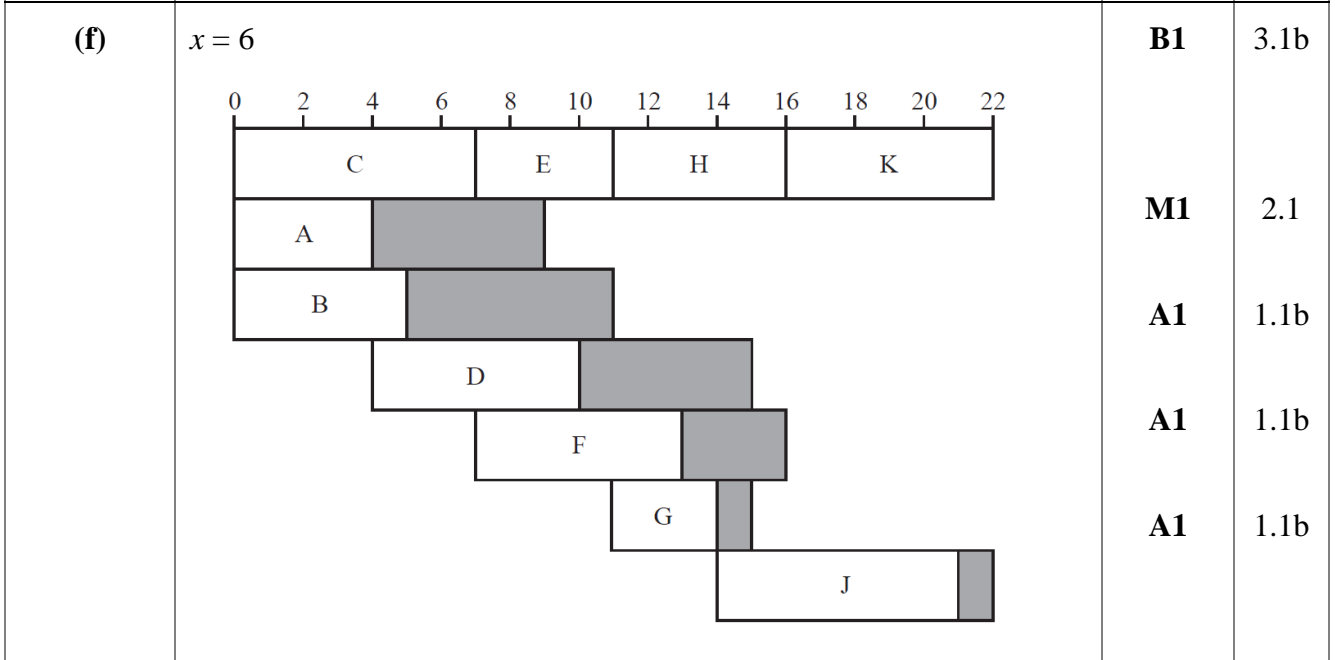 (f) x = 6 B1 3.1b
0 2 4 6 8 10 12 14 16 18 20 22
C E H K
A M1 2.1
B A1 1.1b
D
F A1 1.1b
G A1 1.1b
J